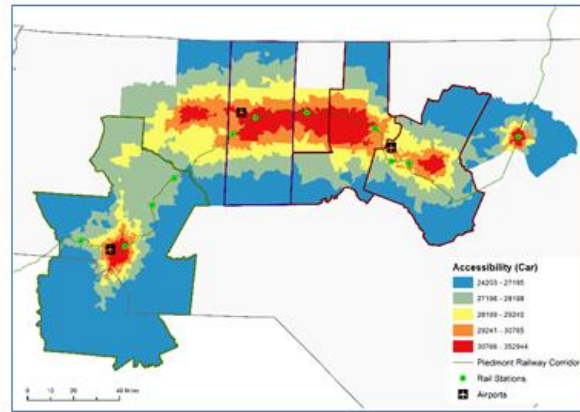 Accessibility (Car)
24203 - 27195
27196 - 28188
28189 - 29240
29241 - 30765
30766 - 352944
Piedmont Railway Corridor
Rail Stations
Airports
0 10 20 40 Miles